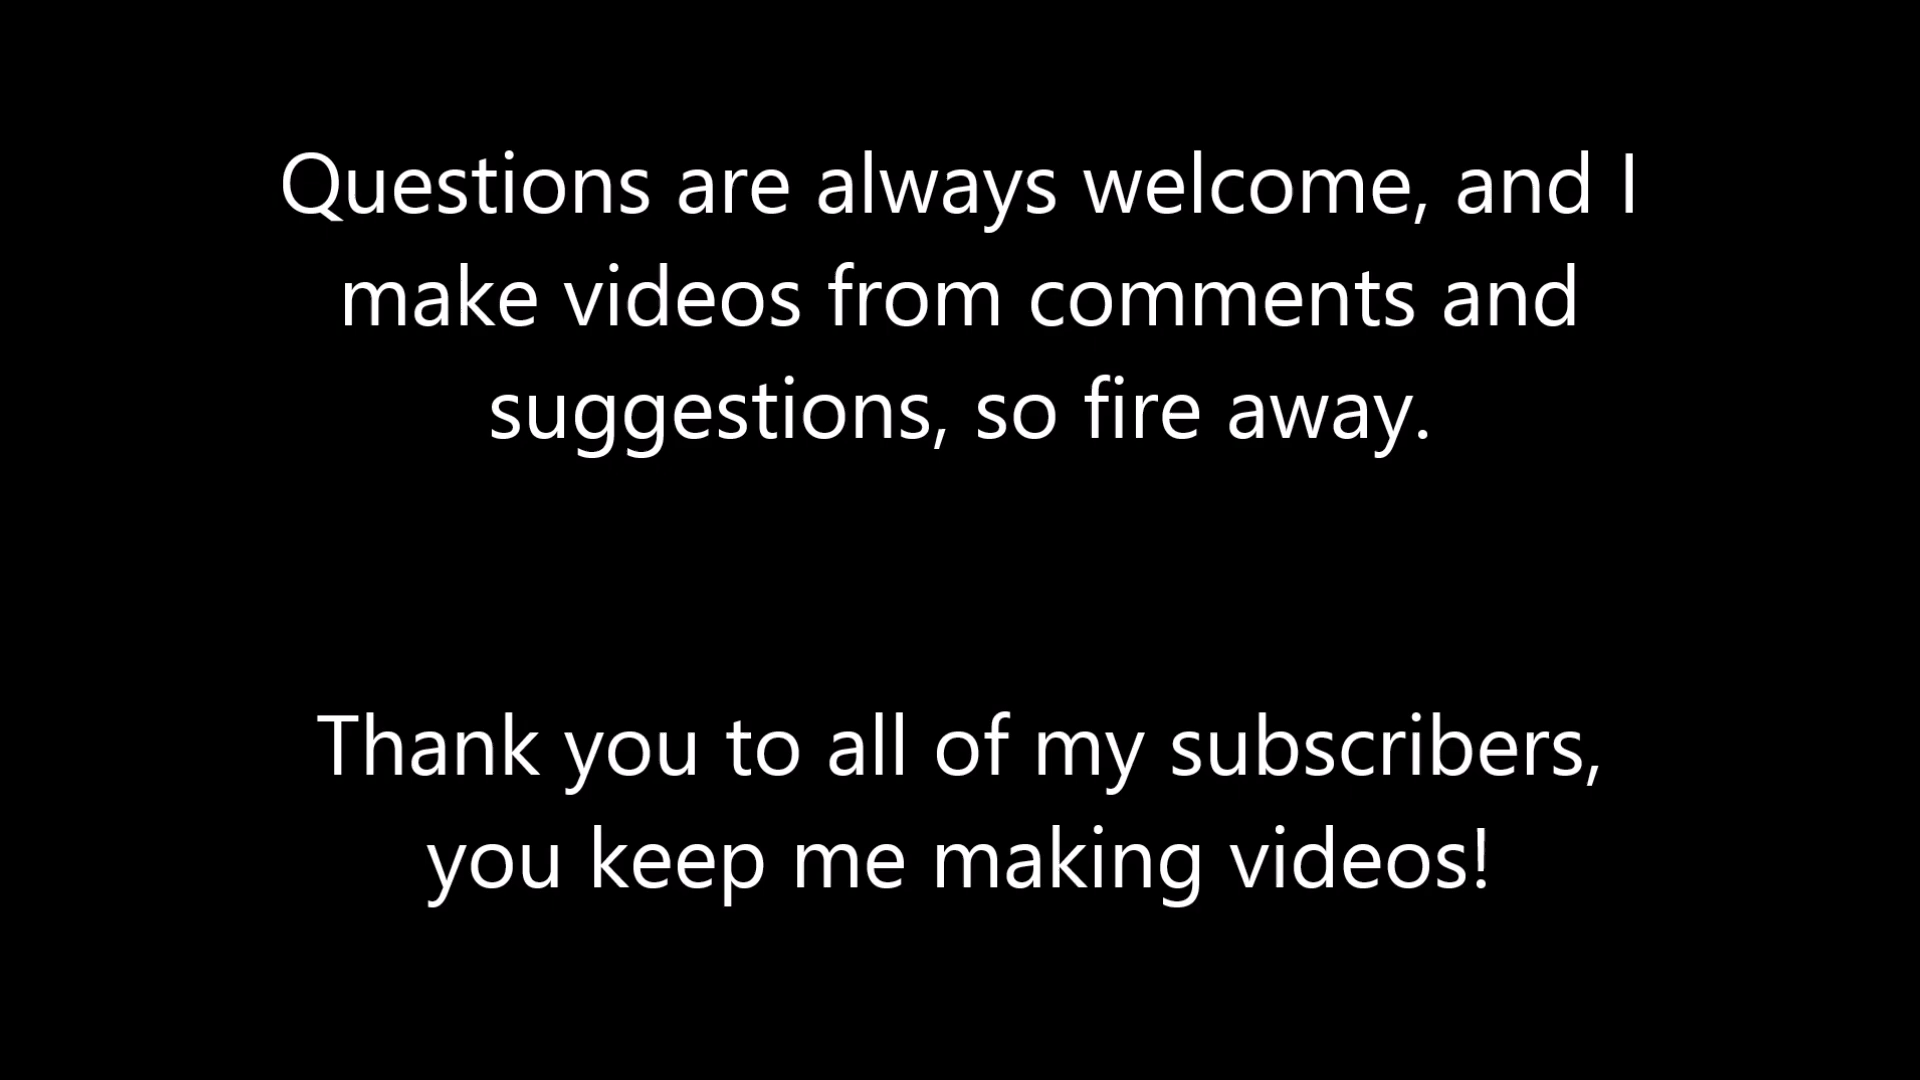 Questions are always welcome, and I
make videos from comments and
suggestions, so fire away.
Thank you to all of my subscribers,
you keep me making videos!